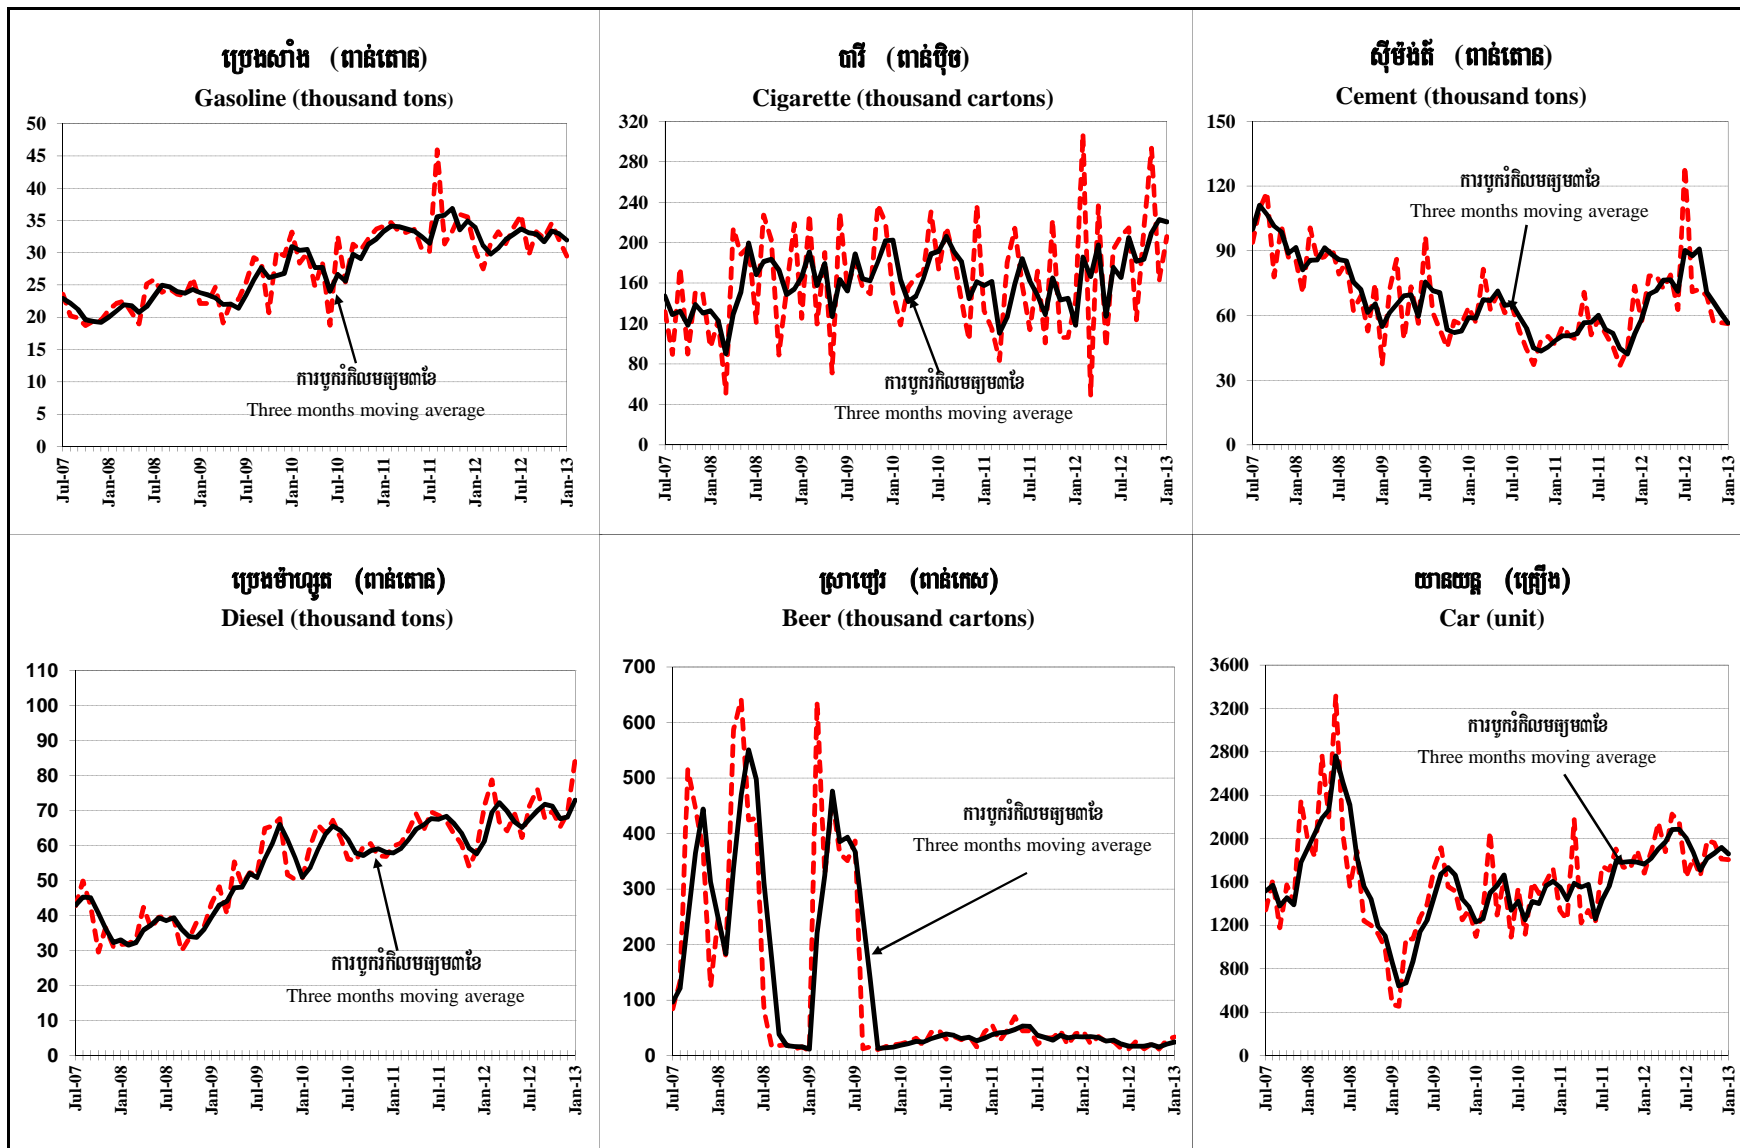 ប្រេងសាំង (ពាន់តោន)
Gasoline (thousand tons)
50
45
40
35
30
25
20
15
10
5
0
Jul-07
Jan-08
Jul-08
Jan-09
Jul-09
Jan-10
Jul-10
Jan-11
Jul-11
Jan-12
Jul-12
Jan-13
ការបូករំកិលមធ្យម៣ខែ
Three months moving average
បារី (ពាន់ប៉ិច)
Cigarette (thousand cartons)
320
280
240
200
160
120
80
40
0
Jul-07
Jan-08
Jul-08
Jan-09
Jul-09
Jan-10
Jul-10
Jan-11
Jul-11
Jan-12
Jul-12
Jan-13
ការបូករំកិលមធ្យម៣ខែ
Three months moving average
ស៊ីម៉ង់ត៍ (ពាន់តោន)
Cement (thousand tons)
150
120
90
60
30
0
Jul-07
Jan-08
Jul-08
Jan-09
Jul-09
Jan-10
Jul-10
Jan-11
Jul-11
Jan-12
Jul-12
Jan-13
ការបូករំកិលមធ្យម៣ខែ
Three months moving average
ប្រេងម៉ាហ្ស៊ូត (ពាន់តោន)
Diesel (thousand tons)
110
100
90
80
70
60
50
40
30
20
10
0
Jul-07
Jan-08
Jul-08
Jan-09
Jul-09
Jan-10
Jul-10
Jan-11
Jul-11
Jan-12
Jul-12
Jan-13
ការបូករំកិលមធ្យម៣ខែ
Three months moving average
ស្រាបៀរ (ពាន់កេស)
Beer (thousand cartons)
700
600
500
400
300
200
100
0
Jul-07
Jan-08
Jul-08
Jan-09
Jul-09
Jan-10
Jul-10
Jan-11
Jul-11
Jan-12
Jul-12
Jan-13
ការបូករំកិលមធ្យម៣ខែ
Three months moving average
យានយន្ត (គ្រឿង)
Car (unit)
3600
3200
2800
2400
2000
1600
1200
800
400
0
Jul-07
Jan-08
Jul-08
Jan-09
Jul-09
Jan-10
Jul-10
Jan-11
Jul-11
Jan-12
Jul-12
Jan-13
ការបូករំកិលមធ្យម៣ខែ
Three months moving average